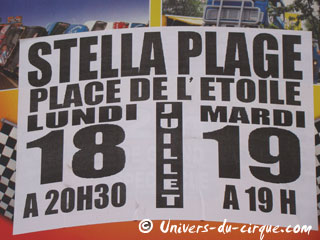 STELLA PLAGE
PLACE DE L'ETOILE
LUNDI
18
A 20H30
JUILLET
MARDI
19
A 19 H
© Univers-du-cirque.com